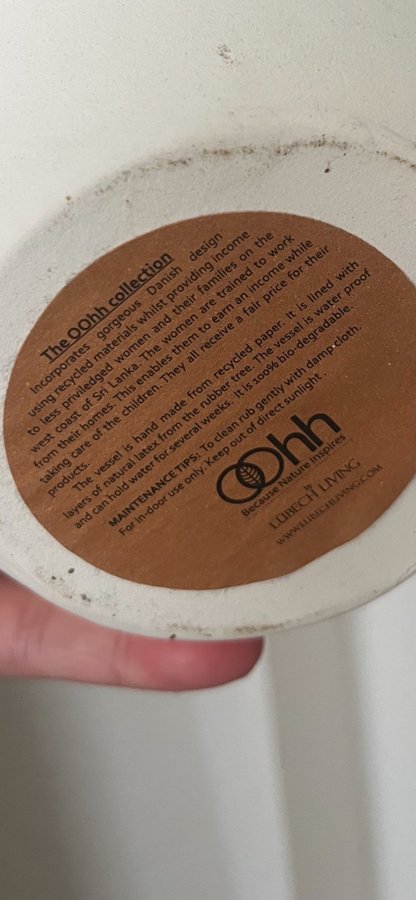 The OOhh collection
incorporates gorgeous Danish design
using recycled materials whilst providing income
to less priviledged women and their families on the
west coast of Sri Lanka. The women are trained to work
from their homes. This enables them to earn an income while
taking care of the children. They all receive a fair price for their
products.
The vessel is hand made from recycled paper. It is lined with
layers of natural latex from the rubber tree. The vessel is water proof
and can hold water for several weeks. It is 100% bio-degradable.
MAINTENANCE TIPS: To clean rub gently with damp cloth.
For in-door use only. Keep out of direct sunlight.
OOhh
Because Nature Inspires
by
LÜBECH LIVING
WWW.LUBECHLIVING.COM